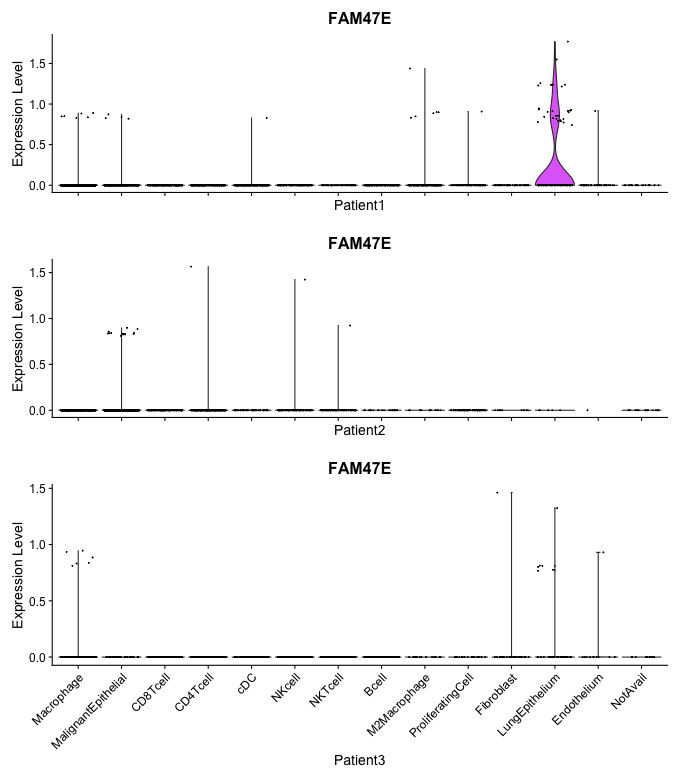 FAM47E
Expression Level
1.5
1.0
0.5
0.0
Patient1
FAM47E
Expression Level
1.5
1.0
0.5
0.0
Patient2
FAM47E
Expression Level
1.5
1.0
0.5
0.0
Macrophage
MalignantEpithelial
CD8Tcell
CD4Tcell
cDC
NKcell
NKTcell
Bcell
M2Macrophage
ProliferatingCell
Fibroblast
LungEpithelium
Endothelium
NotAvail
Patient3